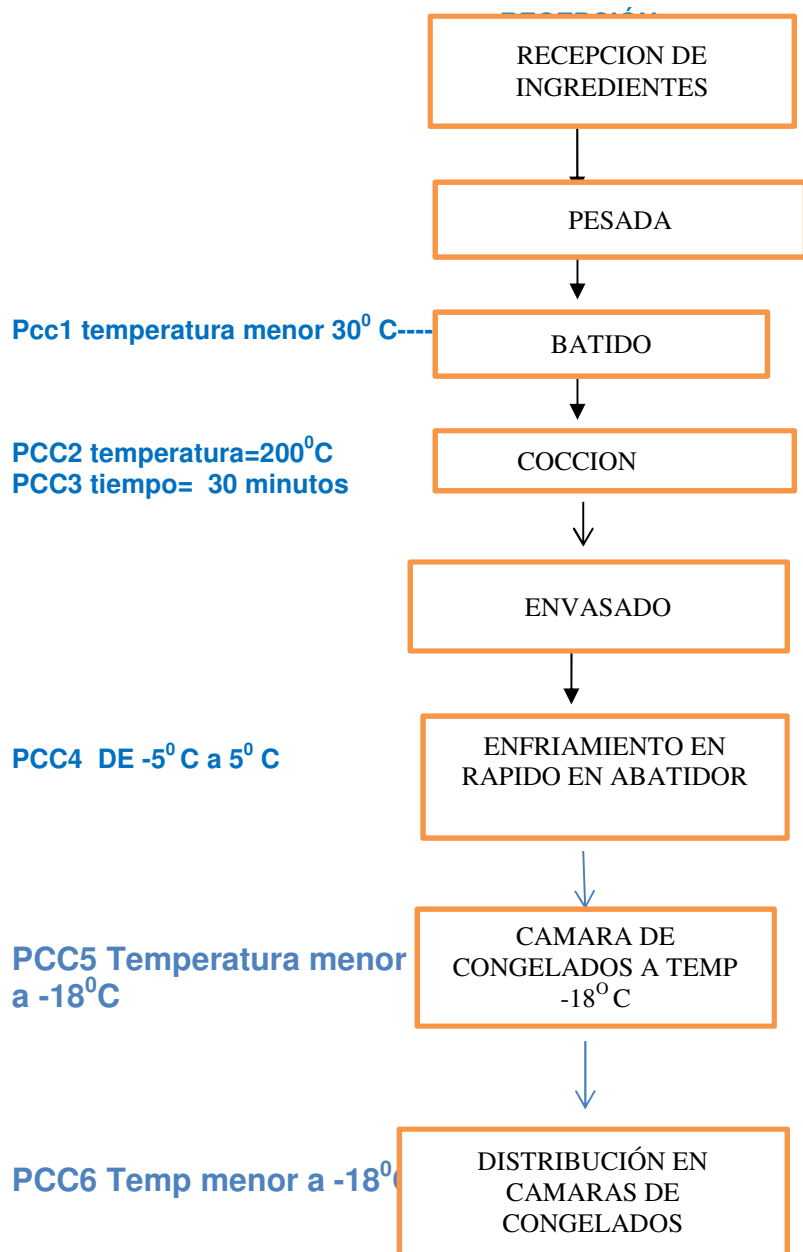 RECEPCIÓN
RECEPCION DE
INGREDIENTES
PESADA
Pcc1 temperatura menor 30⁰ C----
BATIDO
PCC2 temperatura=200⁰C
PCC3 tiempo= 30 minutos
COCCION
ENVASADO
PCC4 DE -5⁰ C a 5⁰ C
ENFRIAMIENTO EN
RAPIDO EN ABATIDOR
PCC5 Temperatura menor
a -18⁰C
CAMARA DE
CONGELADOS A TEMP
-18ᴼ C
PCC6 Temp menor a -18⁰
DISTRIBUCIÓN EN
CAMARAS DE
CONGELADOS